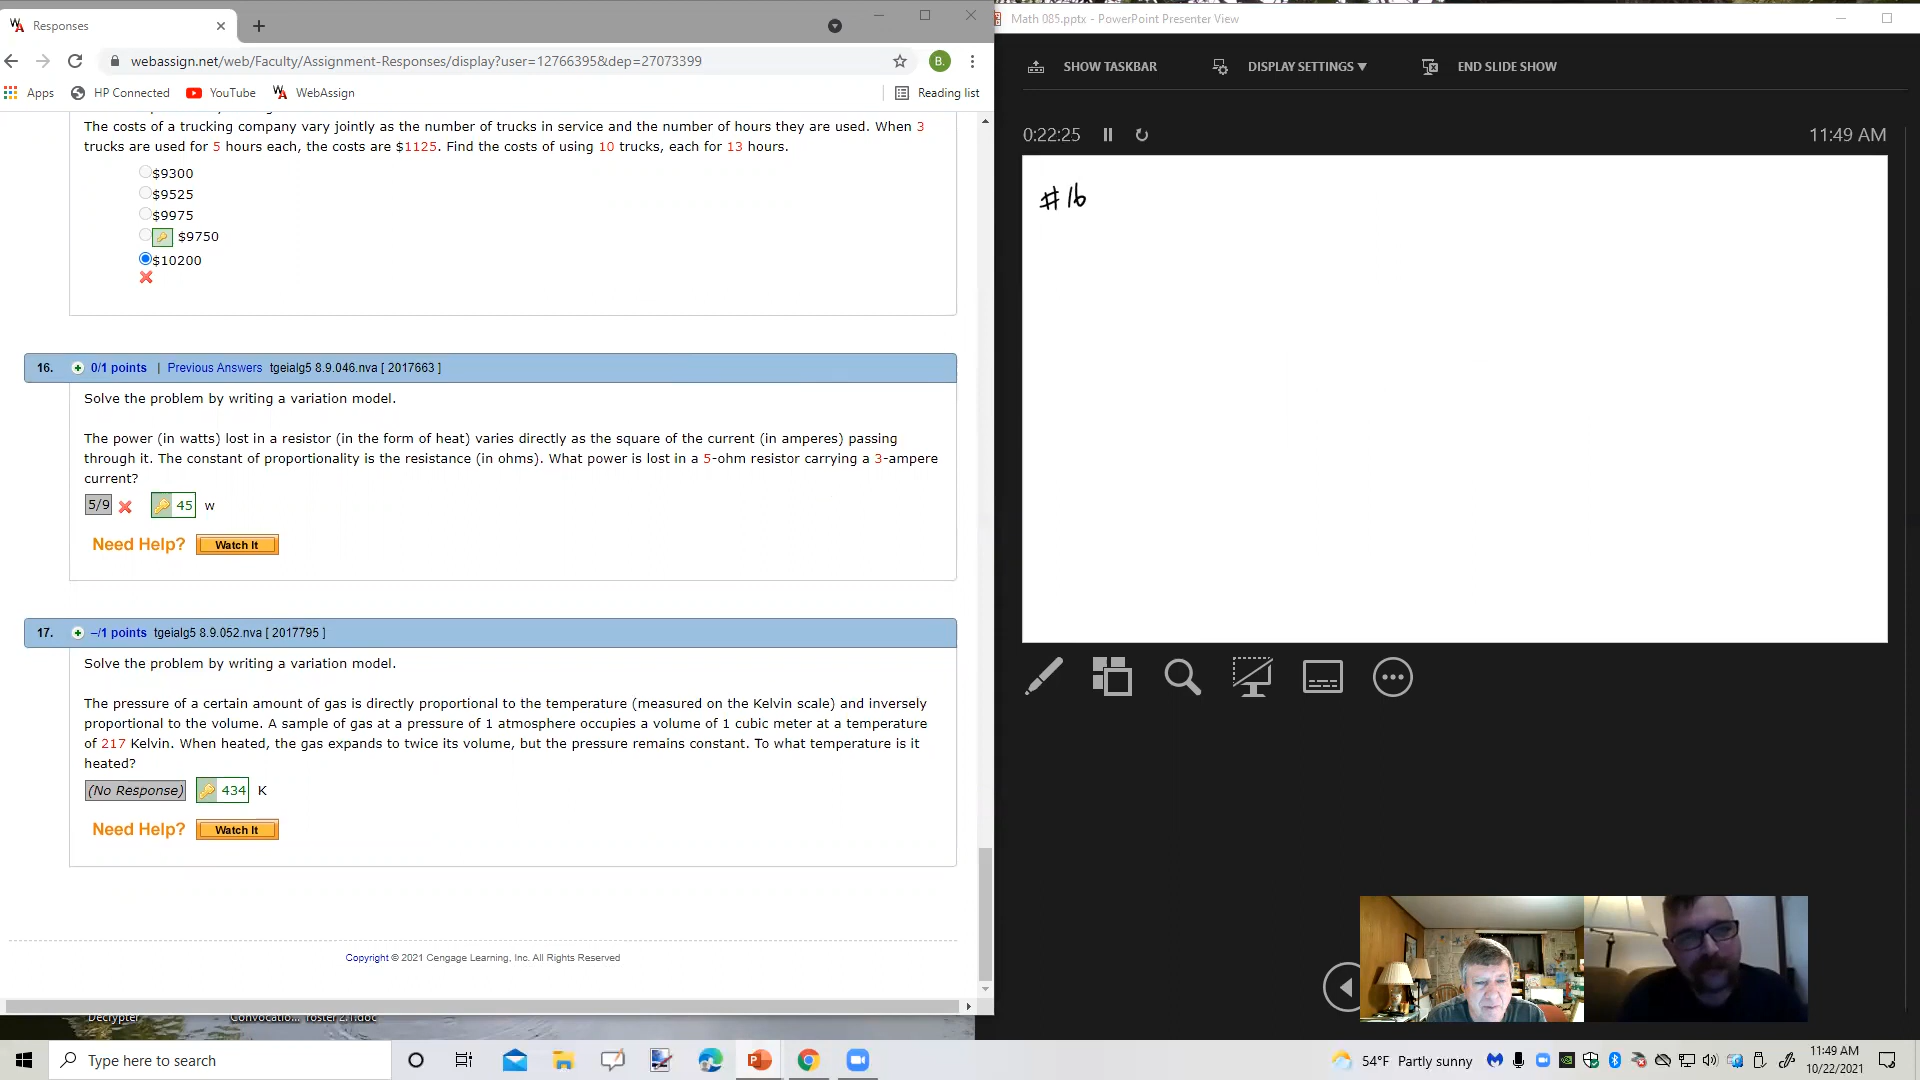 Responses
webassign.net/web/Faculty/Assignment-Responses/display?user=12766395&dep=27073399
B.
Apps HP Connected YouTube WebAssign Reading list
The costs of a trucking company vary jointly as the number of trucks in service and the number of hours they are used. When 3
trucks are used for 5 hours each, the costs are $1125. Find the costs of using 10 trucks, each for 13 hours.
$9300
$9525
$9975
$9750
$10200
16. 0/1 points | Previous Answers tgeialg5 8.9.046.nva [ 2017663 ]
Solve the problem by writing a variation model.
The power (in watts) lost in a resistor (in the form of heat) varies directly as the square of the current (in amperes) passing
through it. The constant of proportionality is the resistance (in ohms). What power is lost in a 5-ohm resistor carrying a 3-ampere
current?
5/9 45 w
Need Help? Watch It
17. –/1 points tgeialg5 8.9.052.nva [ 2017795 ]
Solve the problem by writing a variation model.
The pressure of a certain amount of gas is directly proportional to the temperature (measured on the Kelvin scale) and inversely
proportional to the volume. A sample of gas at a pressure of 1 atmosphere occupies a volume of 1 cubic meter at a temperature
of 217 Kelvin. When heated, the gas expands to twice its volume, but the pressure remains constant. To what temperature is it
heated?
(No Response) 434 K
Need Help? Watch It
Copyright © 2021 Cengage Learning, Inc. All Rights Reserved
Decrypter Convocatio... roster 271.doc
Math 085.pptx - PowerPoint Presenter View
SHOW TASKBAR DISPLAY SETTINGS END SLIDE SHOW
0:22:25 11:49 AM
#16
Type here to search
54°F Partly sunny
11:49 AM
10/22/2021